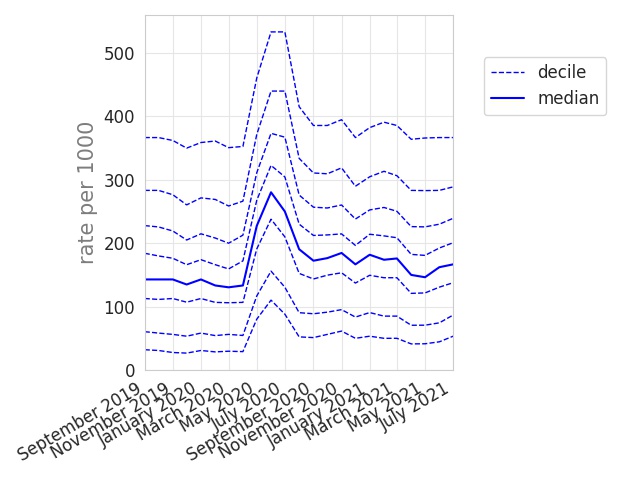 500
400
300
200
100
0
rate per 1000
decile
median
September 2019
November 2019
January 2020
March 2020
May 2020
July 2020
September 2020
November 2020
January 2021
March 2021
May 2021
July 2021